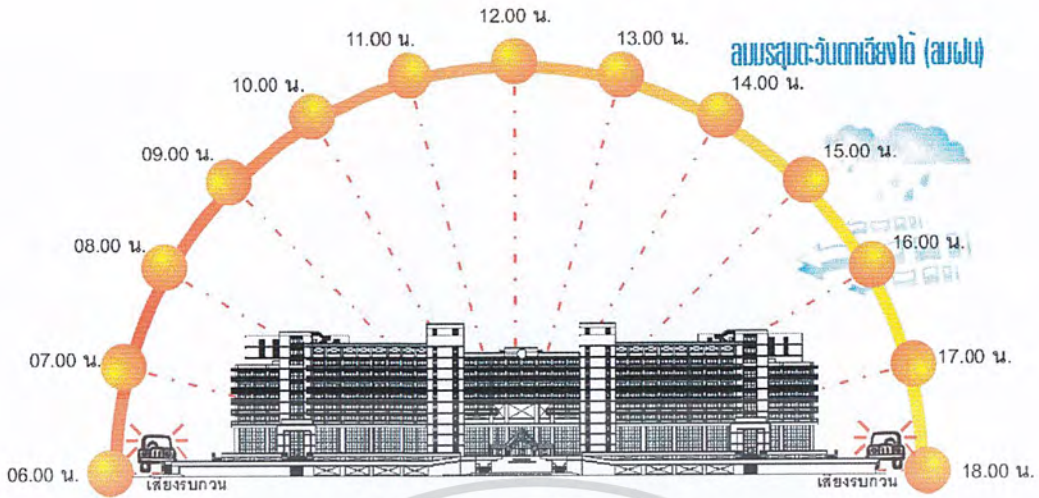 12.00 น.
11.00 น.
13.00 น.
ลมมรสุมตะวันตกเฉียงใต้ (ลมฝน)
10.00 น.
14.00 น.
09.00 น.
15.00 น.
08.00 น.
16.00 น.
07.00 น.
17.00 น.
06.00 น.
เสียงรบกวน
เสียงรบกวน
18.00 น.